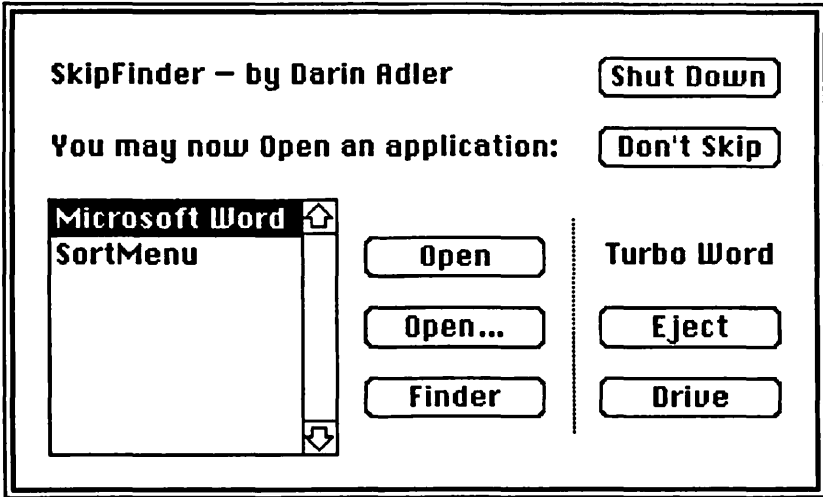 SkipFinder — by Darin Adler
Shut Down
You may now Open an application:
Don't Skip
Microsoft Word
SortMenu
Open
Turbo Word
Open...
Eject
Finder
Drive